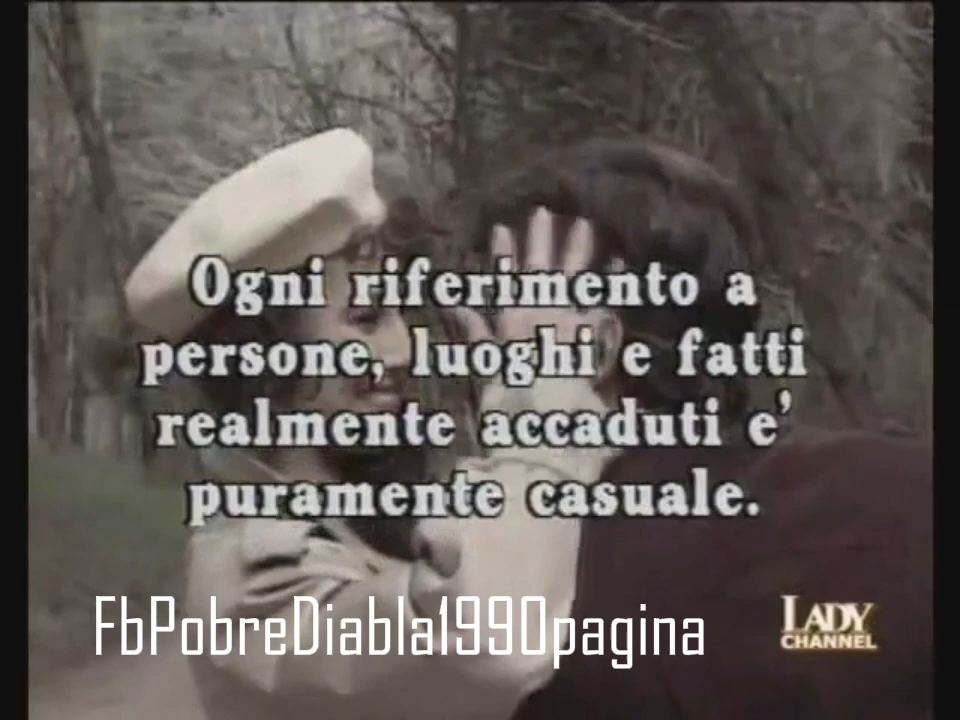 Ogni riferimento a
persone, luoghi e fatti
realmente accaduti e'
puramente casuale.
FbPobreDiabla1990pagina
LADY
CHANNEL